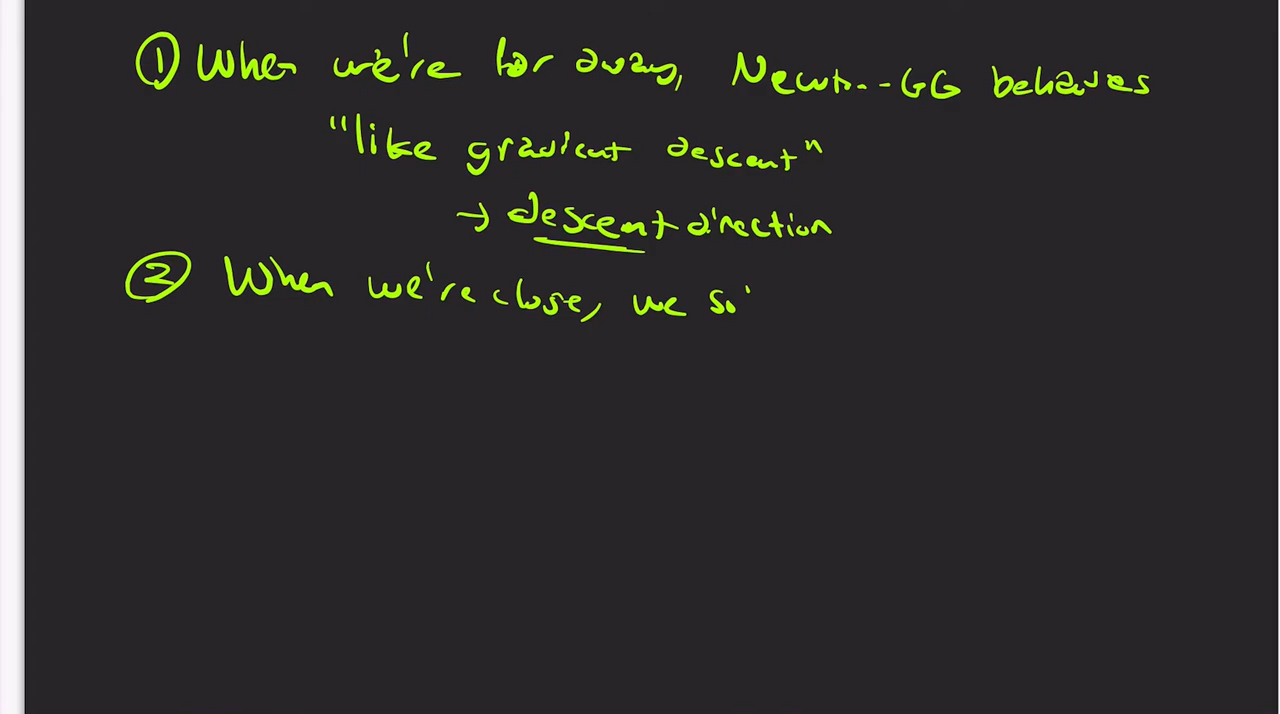 ① When we're far away, Newton-GG behaves
"like gradient descent"
→ descent direction
② When we're close, we so